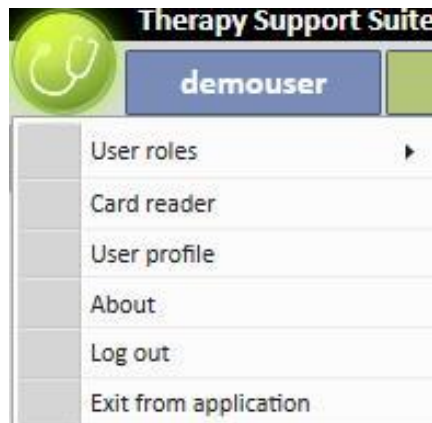 Therapy Support Suite
demouser
User roles
Card reader
User profile
About
Log out
Exit from application